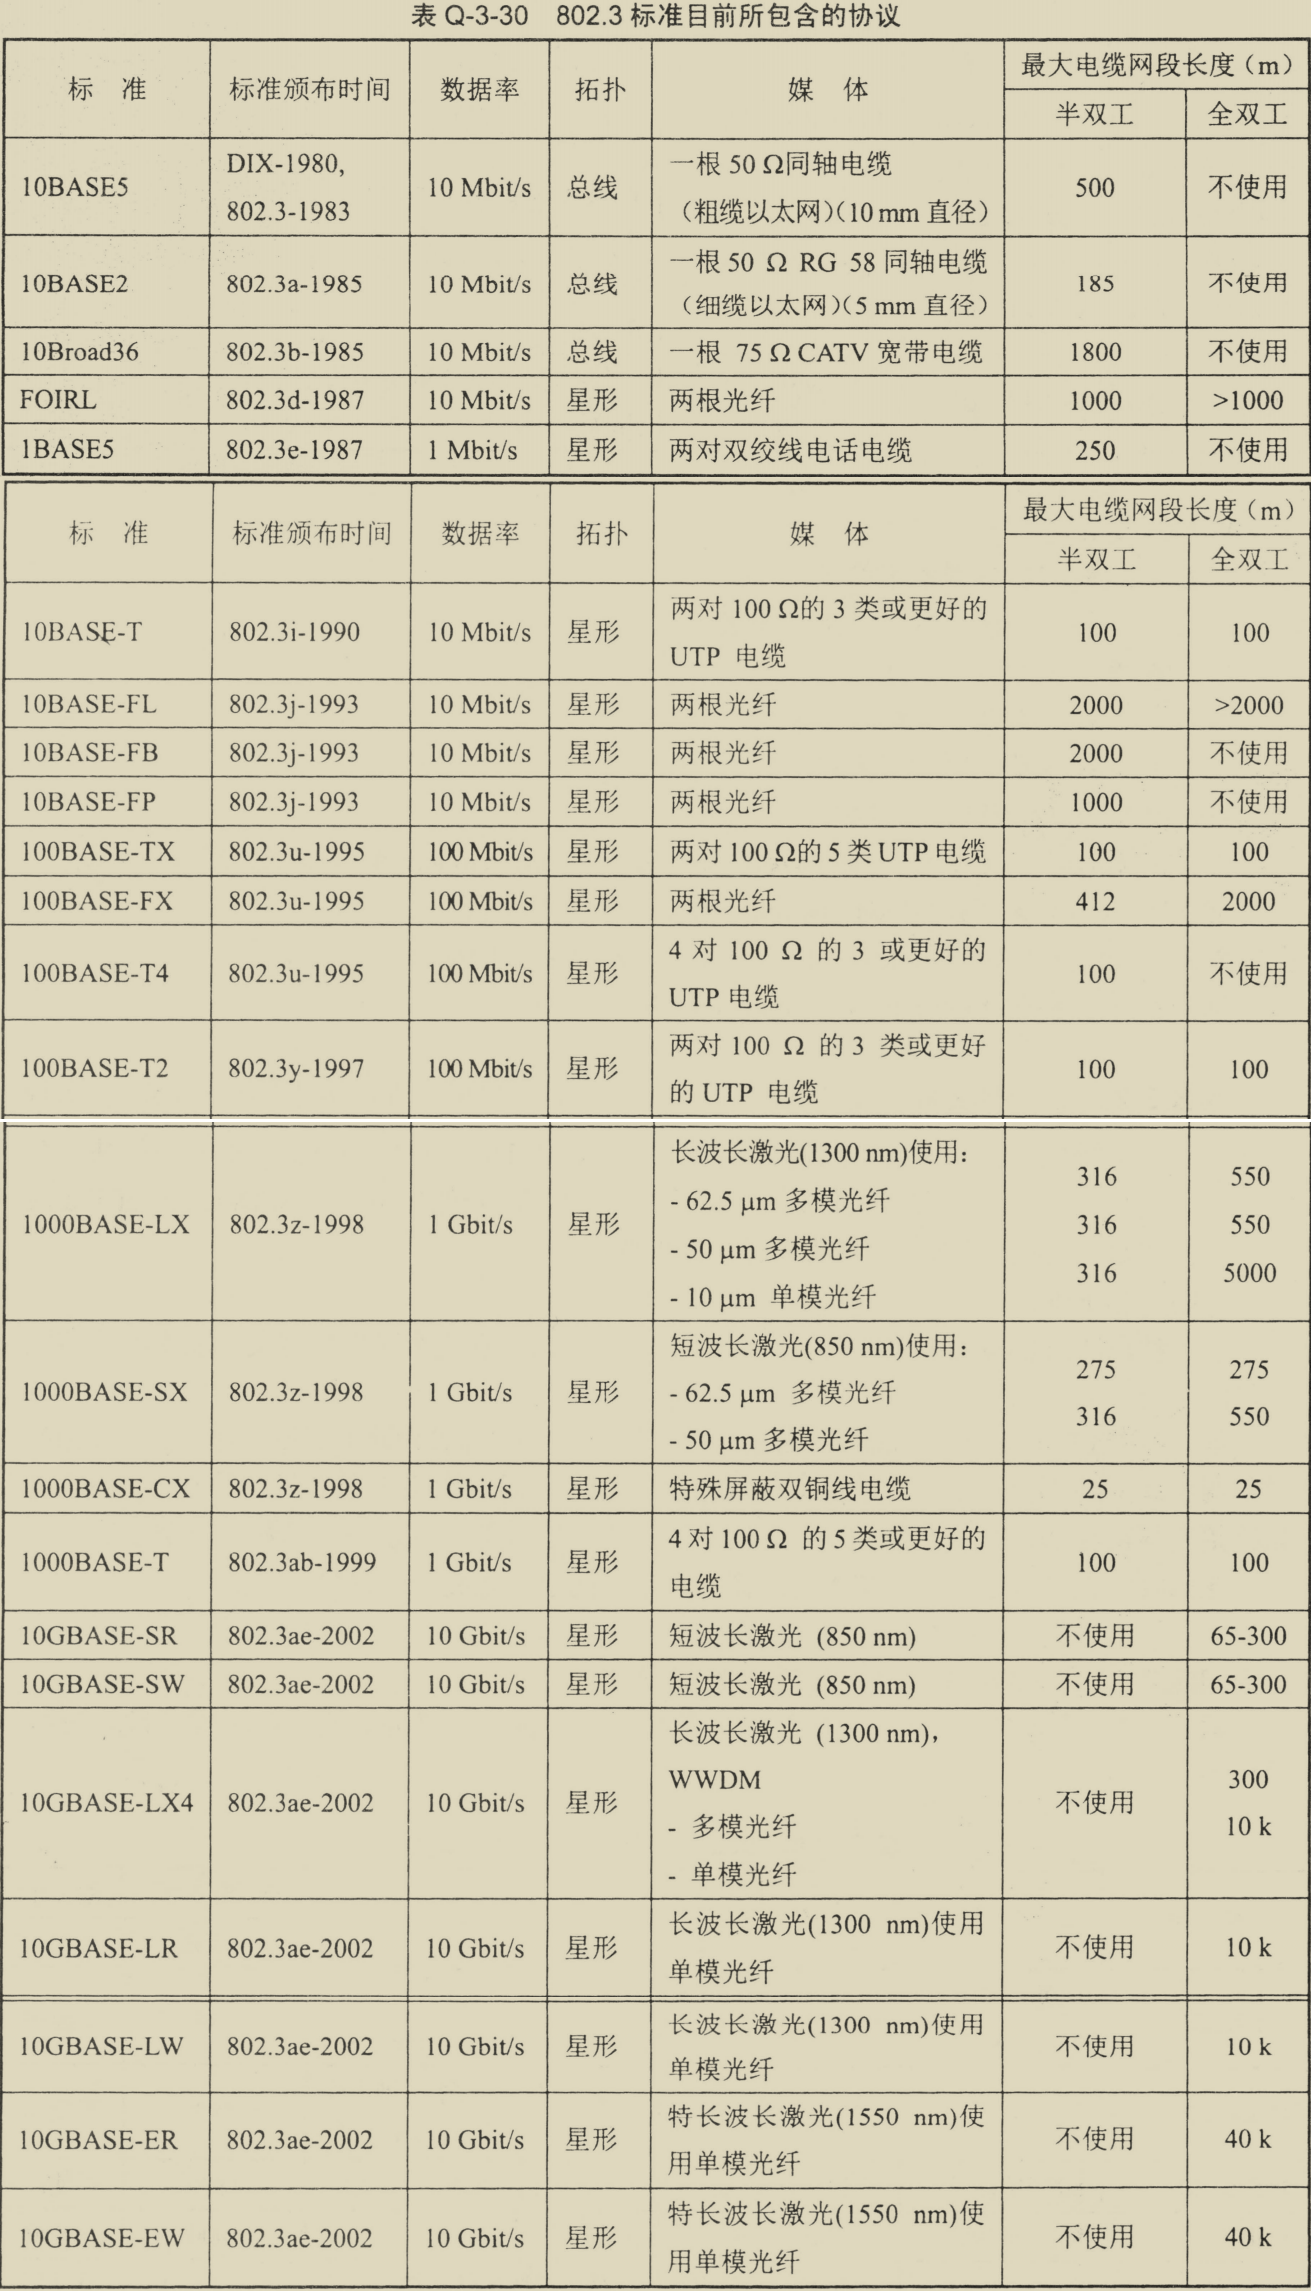 表 Q-3-30 802.3 标准目前所包含的协议
标 准 标准颁布时间 数据率 拓扑 媒 体 最大电缆网段长度（m）
半双工 全双工
10BASE5 DIX-1980, 802.3-1983 10 Mbit/s 总线 一根 50 Ω同轴电缆 500 不使用
（粗缆以太网）（10 mm 直径）
10BASE2 802.3a-1985 10 Mbit/s 总线 一根 50 Ω RG 58 同轴电缆 185 不使用
（细缆以太网）（5 mm 直径）
10Broad36 802.3b-1985 10 Mbit/s 总线 一根 75 Ω CATV 宽带电缆 1800 不使用
FOIRL 802.3d-1987 10 Mbit/s 星形 两根光纤 1000 >1000
1BASE5 802.3e-1987 1 Mbit/s 星形 两对双绞线电话电缆 250 不使用
标 准 标准颁布时间 数据率 拓扑 媒 体 最大电缆网段长度（m）
半双工 全双工
10BASE-T 802.3i-1990 10 Mbit/s 星形 两对 100 Ω的 3 类或更好的 100 100
UTP 电缆
10BASE-FL 802.3j-1993 10 Mbit/s 星形 两根光纤 2000 >2000
10BASE-FB 802.3j-1993 10 Mbit/s 星形 两根光纤 2000 不使用
10BASE-FP 802.3j-1993 10 Mbit/s 星形 两根光纤 1000 不使用
100BASE-TX 802.3u-1995 100 Mbit/s 星形 两对 100 Ω的 5 类 UTP 电缆 100 100
100BASE-FX 802.3u-1995 100 Mbit/s 星形 两根光纤 412 2000
100BASE-T4 802.3u-1995 100 Mbit/s 星形 4 对 100 Ω 的 3 或更好的 100 不使用
UTP 电缆
100BASE-T2 802.3y-1997 100 Mbit/s 星形 两对 100 Ω 的 3 类或更好 100 100
的 UTP 电缆
1000BASE-LX 802.3z-1998 1 Gbit/s 星形 长波长激光(1300 nm)使用：
- 62.5 μm 多模光纤 316 550
- 50 μm 多模光纤 316 550
- 10 μm 单模光纤 316 5000
1000BASE-SX 802.3z-1998 1 Gbit/s 星形 短波长激光(850 nm)使用：
- 62.5 μm 多模光纤 275 275
- 50 μm 多模光纤 316 550
1000BASE-CX 802.3z-1998 1 Gbit/s 星形 特殊屏蔽双铜线电缆 25 25
1000BASE-T 802.3ab-1999 1 Gbit/s 星形 4 对 100 Ω 的 5 类或更好的 100 100
电缆
10GBASE-SR 802.3ae-2002 10 Gbit/s 星形 短波长激光 (850 nm) 不使用 65-300
10GBASE-SW 802.3ae-2002 10 Gbit/s 星形 短波长激光 (850 nm) 不使用 65-300
10GBASE-LX4 802.3ae-2002 10 Gbit/s 星形 长波长激光 (1300 nm)， 不使用
WWDM
- 多模光纤 300
- 单模光纤 10 k
10GBASE-LR 802.3ae-2002 10 Gbit/s 星形 长波长激光(1300 nm)使用 不使用 10 k
单模光纤
10GBASE-LW 802.3ae-2002 10 Gbit/s 星形 长波长激光(1300 nm)使用 不使用 10 k
单模光纤
10GBASE-ER 802.3ae-2002 10 Gbit/s 星形 特长波长激光(1550 nm)使 不使用 40 k
用单模光纤
10GBASE-EW 802.3ae-2002 10 Gbit/s 星形 特长波长激光(1550 nm)使 不使用 40 k
用单模光纤